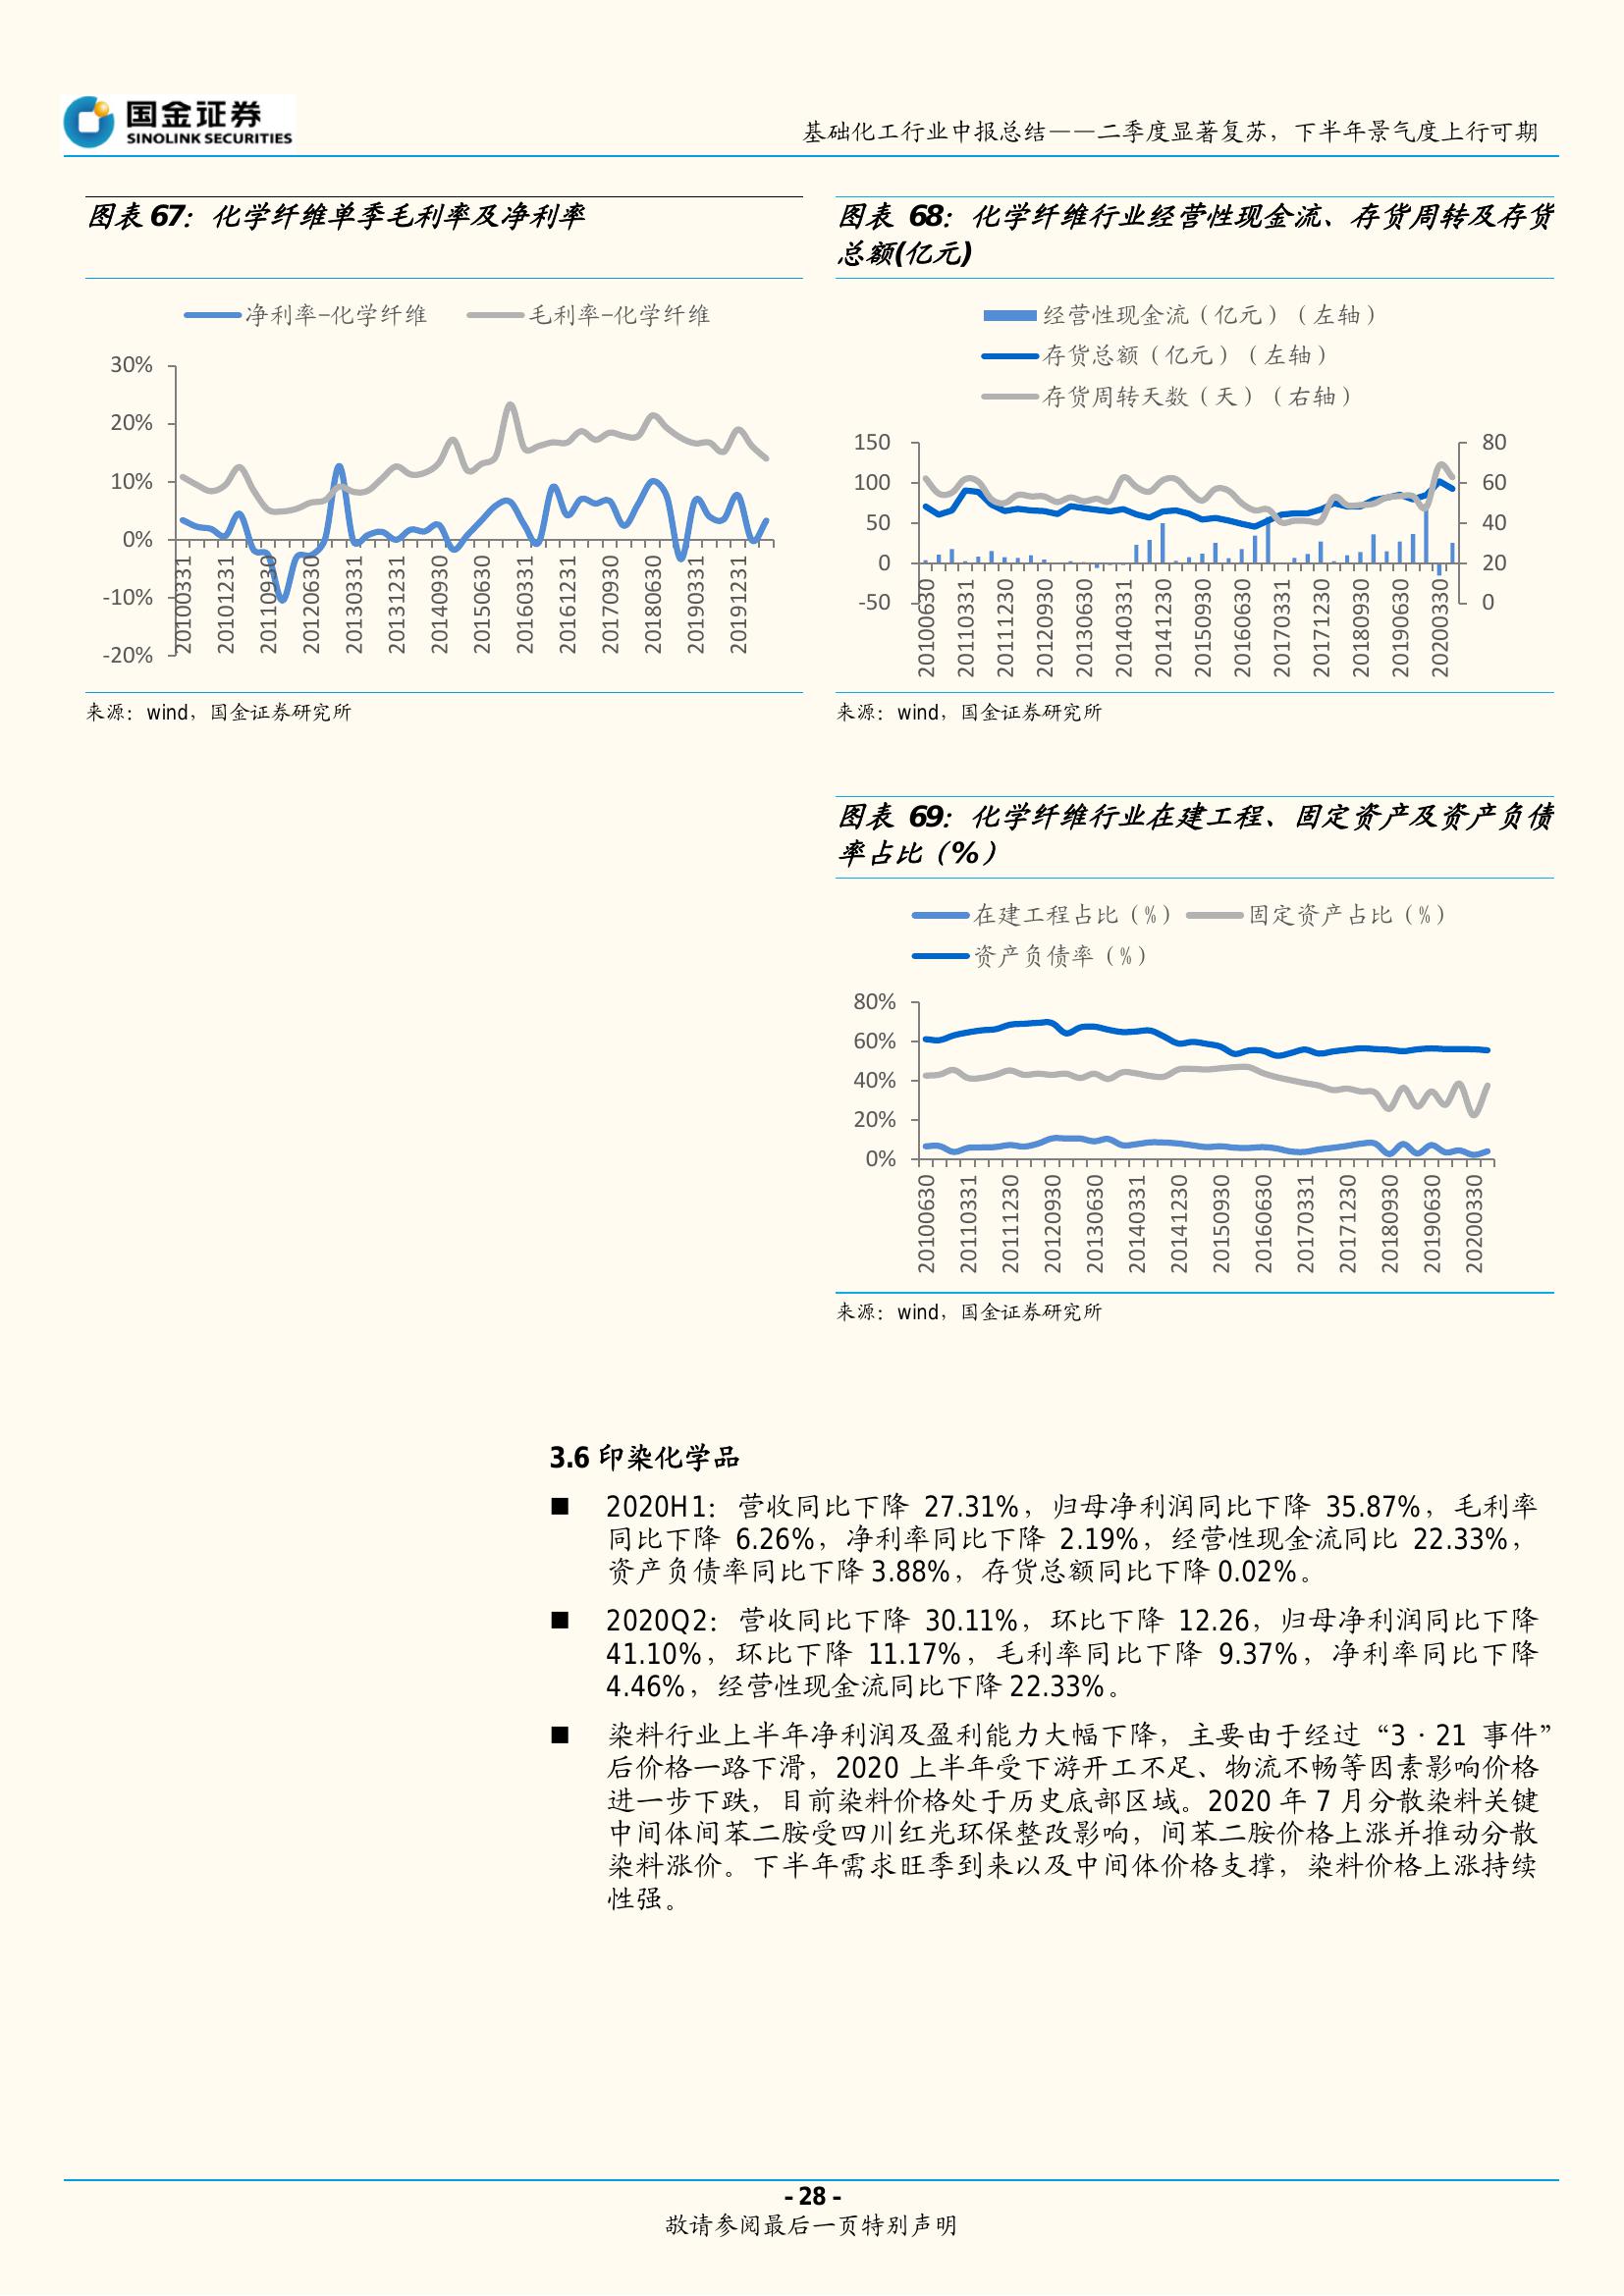 国金证券
SINOLINK SECURITIES
基础化工行业中报总结——二季度显著复苏，下半年景气度上行可期
图表 67：化学纤维单季毛利率及净利率
净利率-化学纤维 毛利率-化学纤维
30%
20%
10%
0%
-10%
-20%
20100331 20101231 20110930 20120630 20130331 20131231 20140930 20150630 20160331 20161231 20170930 20180630 20190331 20191231
来源：wind，国金证券研究所
图表 68：化学纤维行业经营性现金流、存货周转及存货
总额(亿元)
经营性现金流（亿元）（左轴）
存货总额（亿元）（左轴）
存货周转天数（天）（右轴）
150 80
100 60
50 40
0 20
-50 0
20100630 20110331 20111230 20120930 20130630 20140331 20141230 20150930 20160630 20170331 20171230 20180930 20190630 20200330
来源：wind，国金证券研究所
图表 69：化学纤维行业在建工程、固定资产及资产负债
率占比（%）
在建工程占比（%） 固定资产占比（%）
资产负债率（%）
80%
60%
40%
20%
0%
20100630 20110331 20111230 20120930 20130630 20140331 20141230 20150930 20160630 20170331 20171230 20180930 20190630 20200330
来源：wind，国金证券研究所
3.6 印染化学品
■ 2020H1：营收同比下降 27.31%，归母净利润同比下降 35.87%，毛利率
同比下降 6.26%，净利率同比下降 2.19%，经营性现金流同比 22.33%，
资产负债率同比下降 3.88%，存货总额同比下降 0.02%。
■ 2020Q2：营收同比下降 30.11%，环比下降 12.26，归母净利润同比下降
41.10%，环比下降 11.17%，毛利率同比下降 9.37%，净利率同比下降
4.46%，经营性现金流同比下降 22.33%。
■ 染料行业上半年净利润及盈利能力大幅下降，主要由于经过“3·21 事件”
后价格一路下滑，2020 上半年受下游开工不足、物流不畅等因素影响价格
进一步下跌，目前染料价格处于历史底部区域。2020 年 7 月分散染料关键
中间体间苯二胺受四川红光环保整改影响，间苯二胺价格上涨并推动分散
染料涨价。下半年需求旺季到来以及中间体价格支撑，染料价格上涨持续
性强。
- 28 -
敬请参阅最后一页特别声明